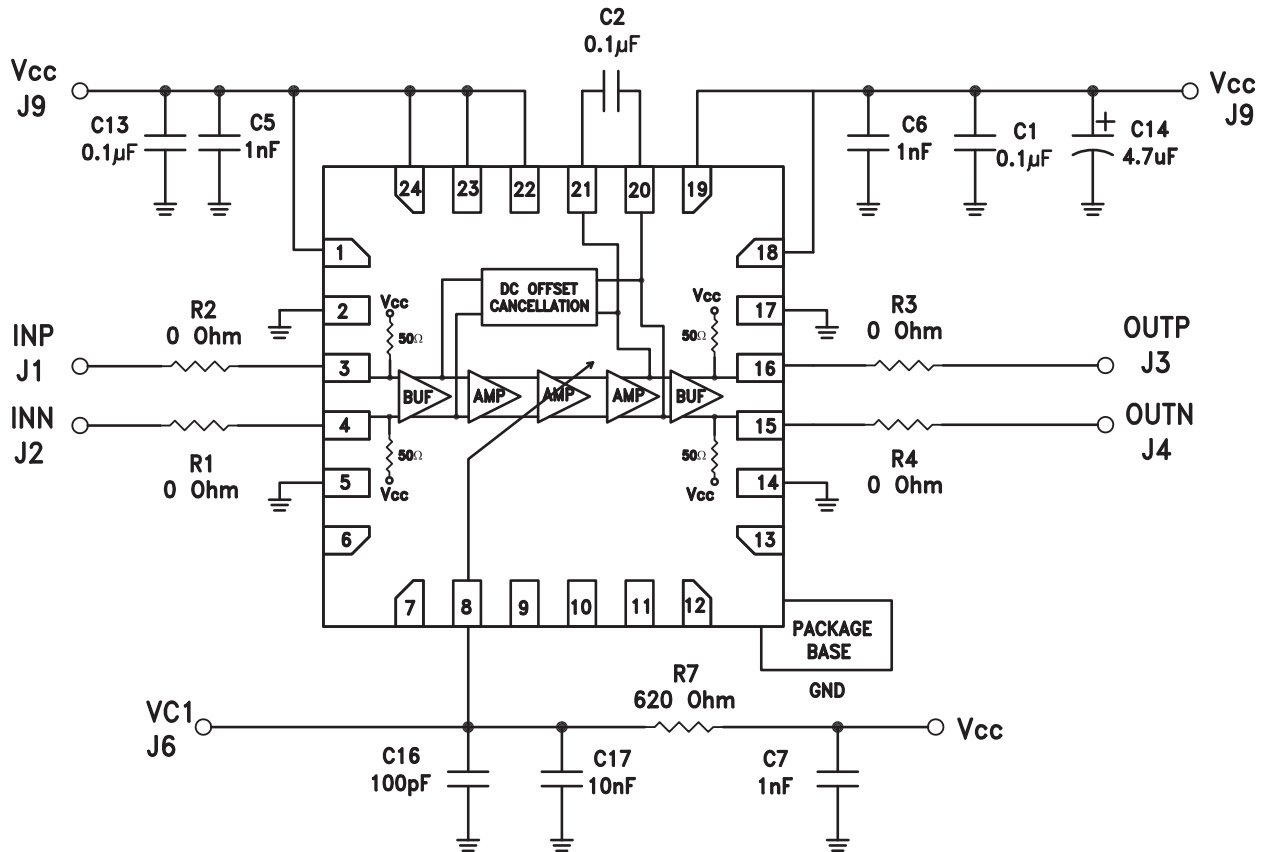 C2
0.1µF
Vcc
J9
C13
0.1µF
C5
1nF
C6
1nF
C1
0.1µF
C14
4.7uF
+
Vcc
J9
24
23
22
21
20
19
1
2
3
4
5
6
18
17
16
15
14
13
7
8
9
10
11
12
DC OFFSET
CANCELLATION
Vcc
50Ω
Vcc
50Ω
BUF
AMP
AMP
AMP
BUF
50Ω
Vcc
50Ω
Vcc
INP
J1
R2
0 Ohm
INN
J2
R1
0 Ohm
R3
0 Ohm
OUTP
J3
OUTN
J4
R4
0 Ohm
PACKAGE
BASE
GND
R7
620 Ohm
VC1
J6
C16
100pF
C17
10nF
C7
1nF
Vcc